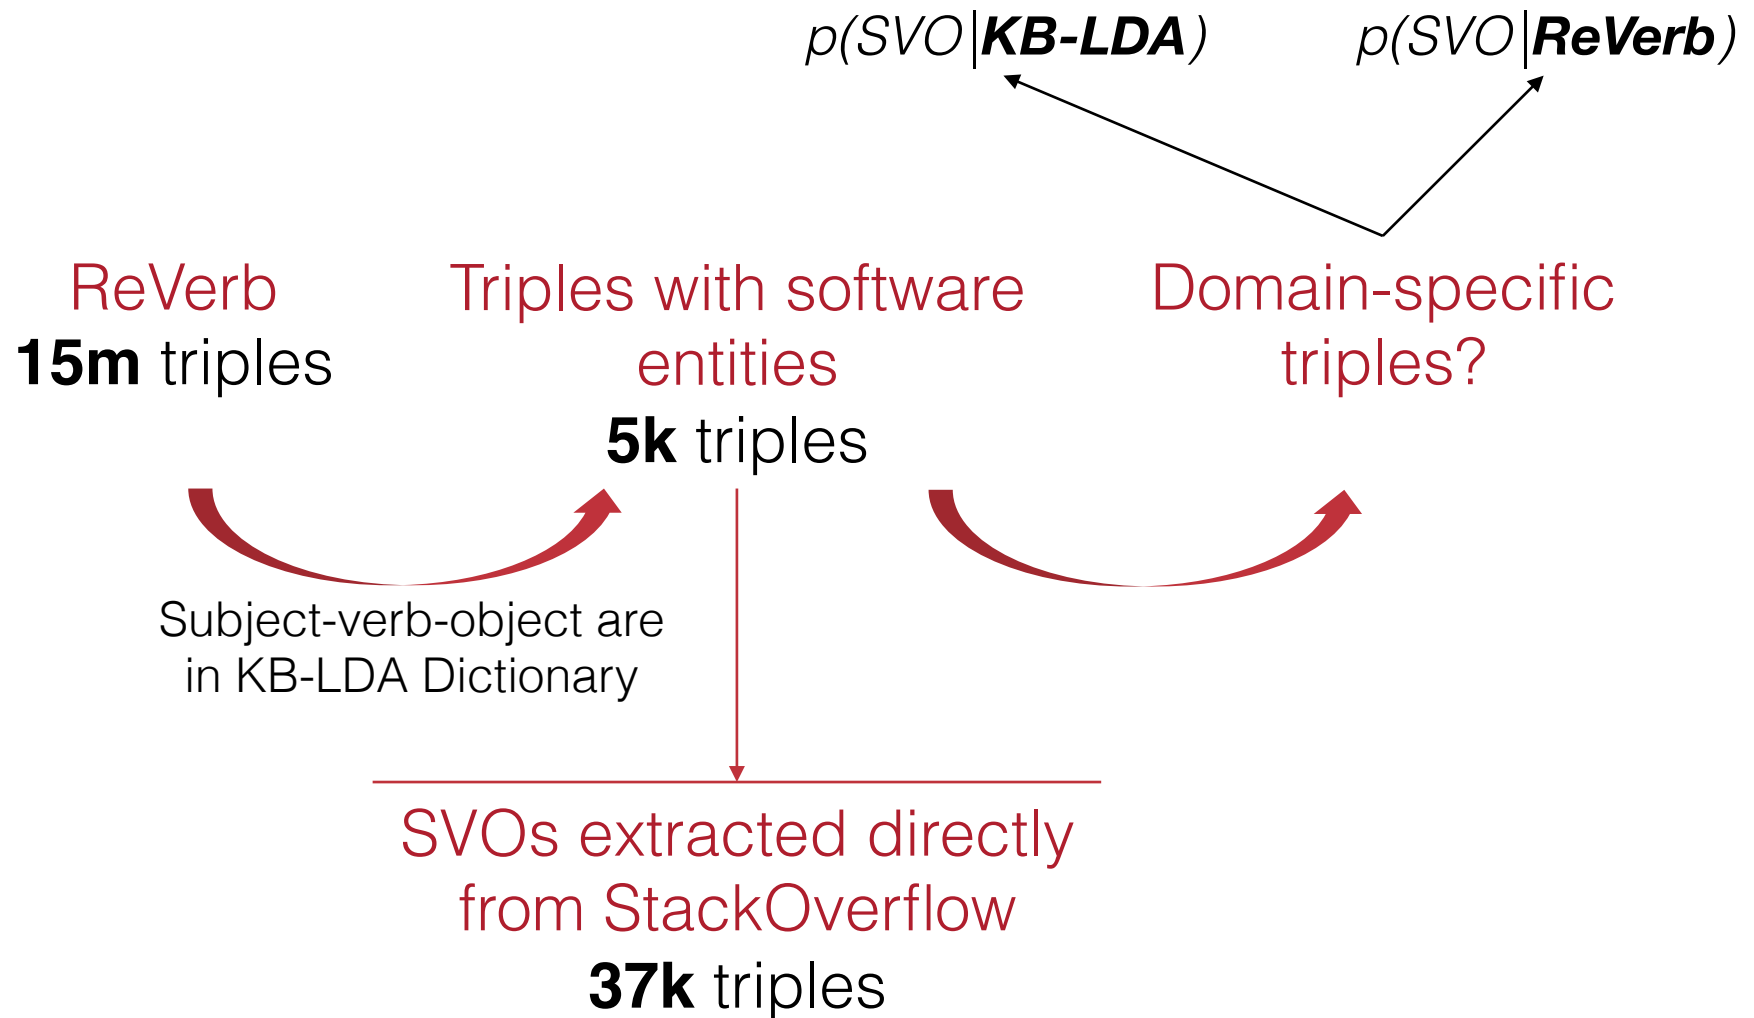 p(SVO|KB-LDA) p(SVO|ReVerb)
ReVerb
15m triples
Triples with software
entities
5k triples
Domain-specific
triples?
Subject-verb-object are
in KB-LDA Dictionary
SVOs extracted directly
from StackOverflow
37k triples